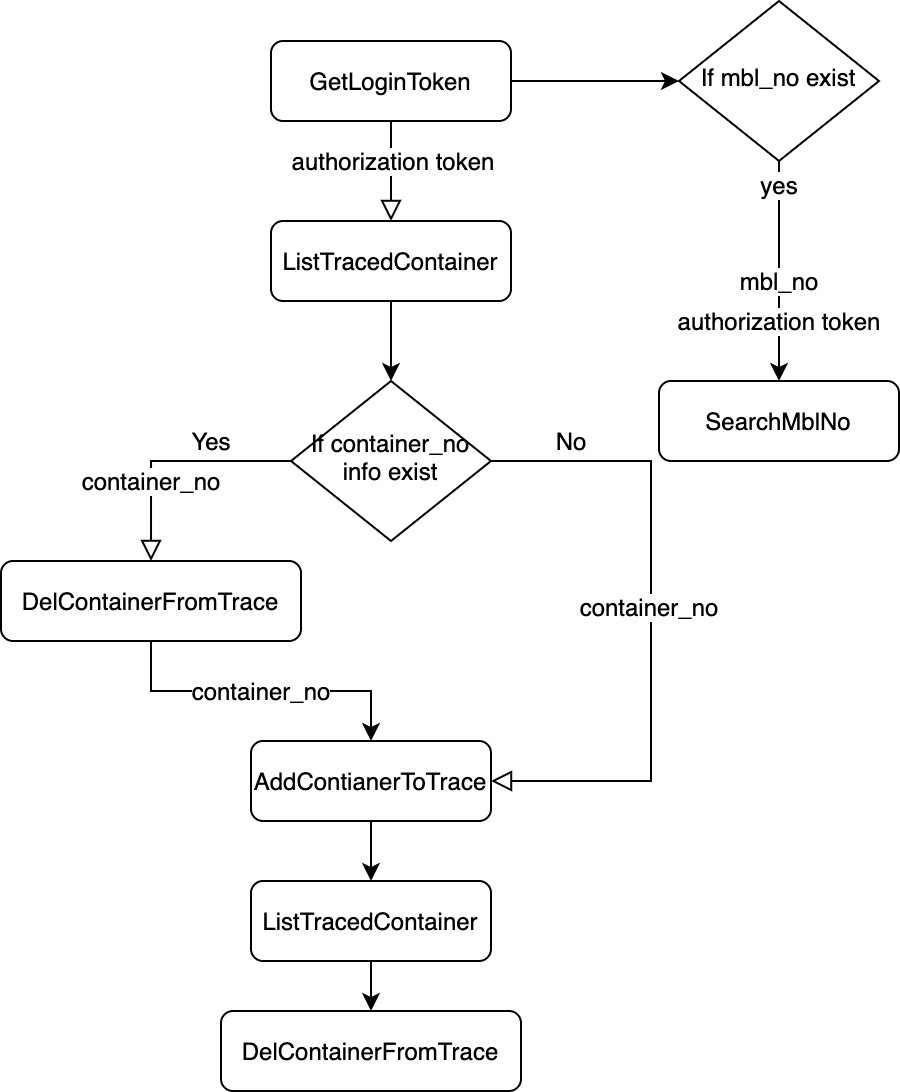 GetLoginToken
If mbl_no exist
authorization token
yes
ListTracedContainer
mbl_no
authorization token
SearchMblNo
If container_no
info exist
Yes
No
container_no
DelContainerFromTrace
container_no
container_no
AddContianerToTrace
ListTracedContainer
DelContainerFromTrace